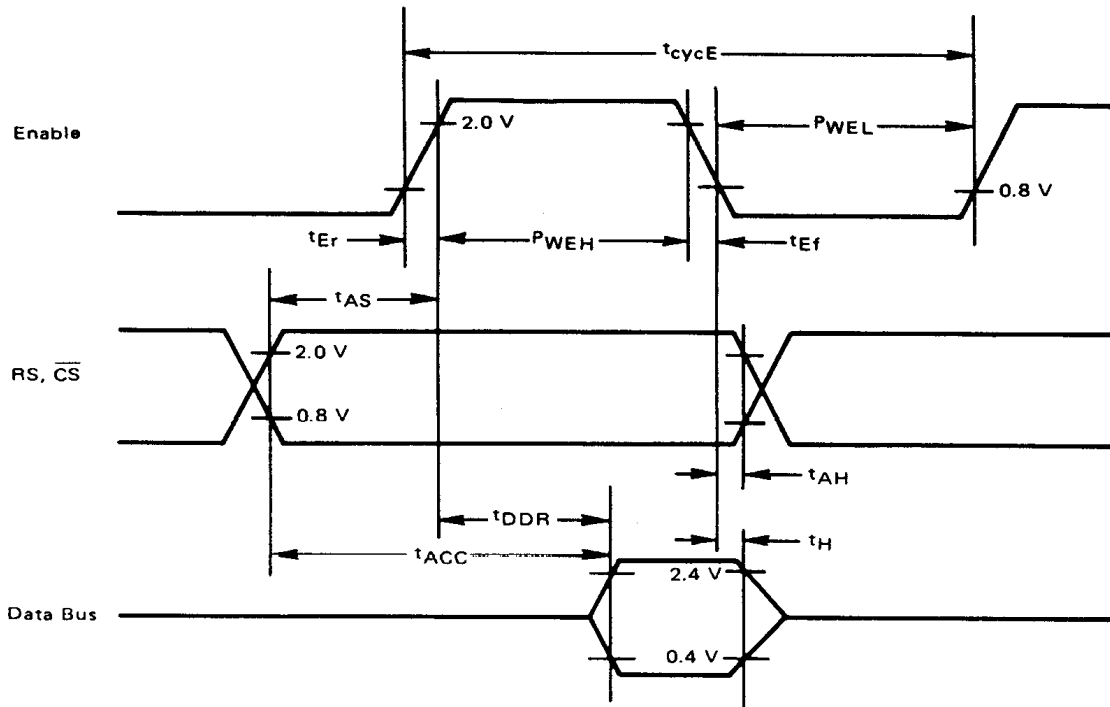 tcycE
Enable
2.0 V
PWEL
0.8 V
tEr
PWEH
tEf
tAS
RS, C̅S̅
2.0 V
0.8 V
tAH
tDDR
tH
tACC
Data Bus
2.4 V
0.4 V